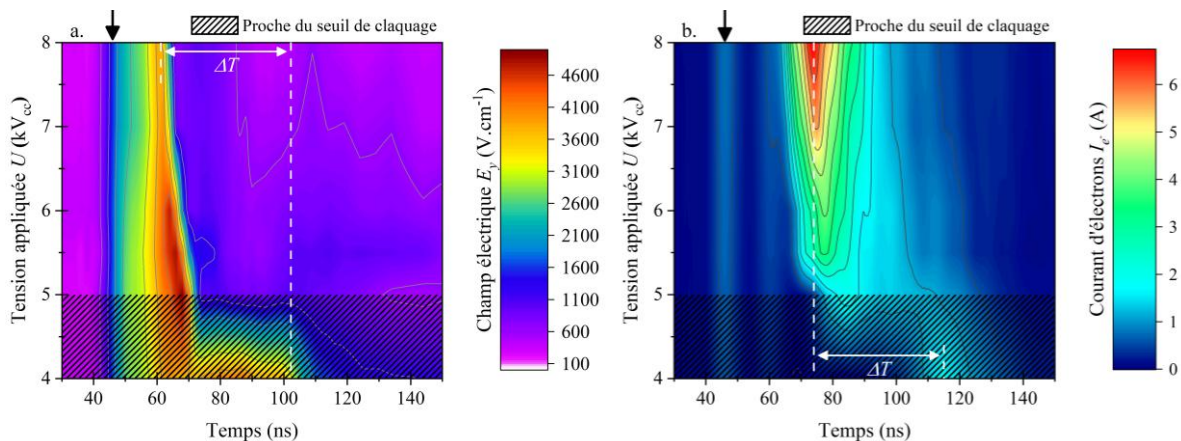 a.
Proche du seuil de claquage
ΔT
Tension appliquée U (kVcc)
8
7
6
5
4
40 60 80 100 120 140
Temps (ns)
Champ électrique Ey (V.cm⁻¹)
4600
4100
3600
3100
2600
2100
1600
1100
600
100
b.
Proche du seuil de claquage
ΔT
Tension appliquée U (kVcc)
8
7
6
5
4
40 60 80 100 120 140
Temps (ns)
Courant d'électrons Ie- (A)
6
5
4
3
2
1
0